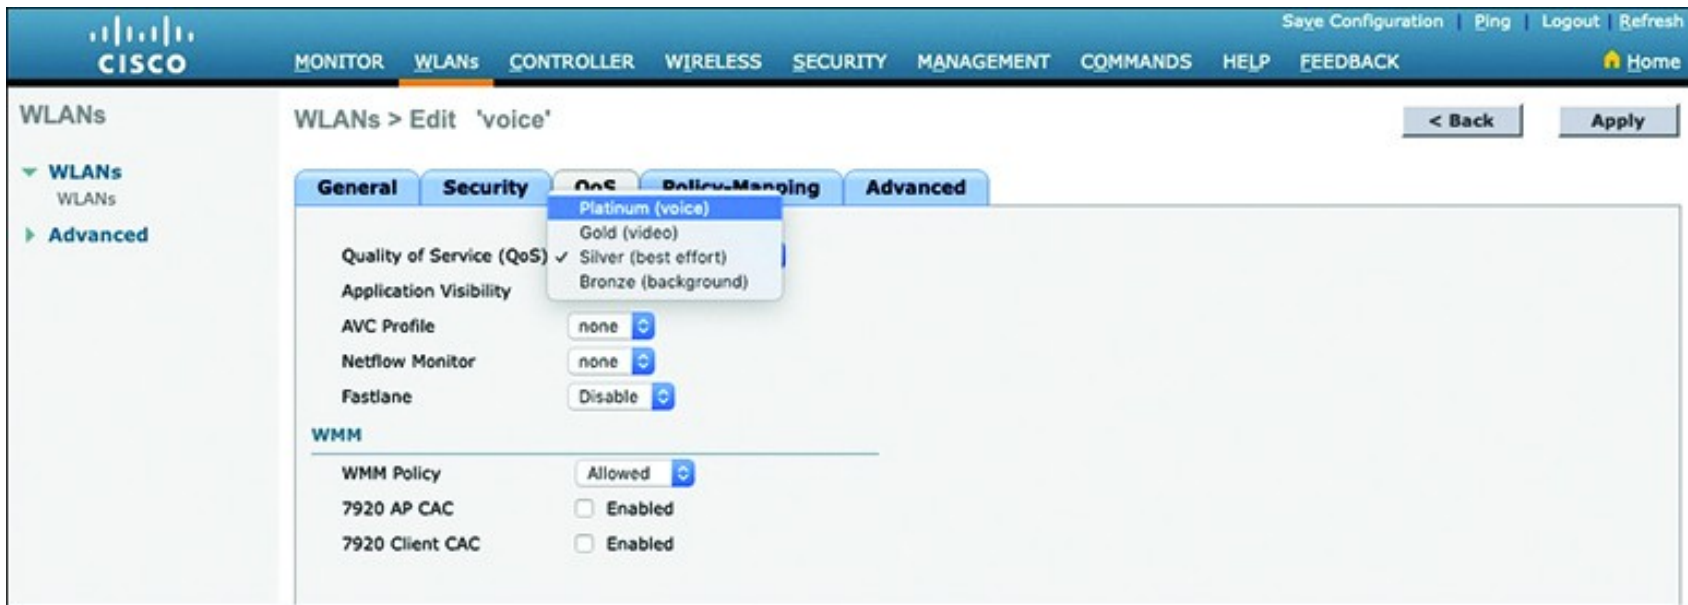 Save Configuration | Ping | Logout | Refresh
CISCO
MONITOR WLANs CONTROLLER WIRELESS SECURITY MANAGEMENT COMMANDS HELP FEEDBACK Home
WLANs
WLANs > Edit 'voice'
< Back
Apply
WLANs
WLANs
Advanced
General Security QoS Policy-Mapping Advanced
Platinum (voice)
Gold (video)
Quality of Service (QoS) ✓ Silver (best effort)
Bronze (background)
Application Visibility
AVC Profile none
Netflow Monitor none
Fastlane Disable
WMM
WMM Policy Allowed
7920 AP CAC Enabled
7920 Client CAC Enabled